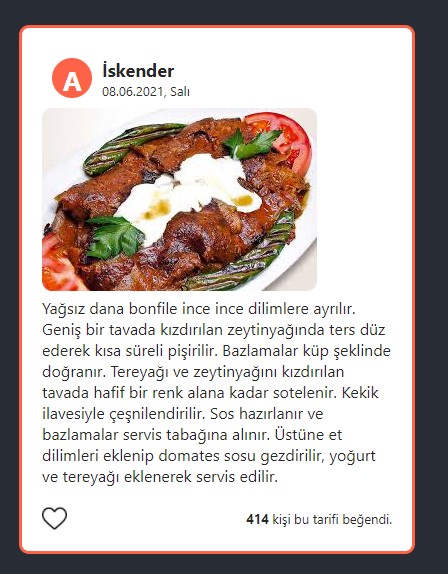 A
İskender
08.06.2021, Salı
Yağsız dana bonfile ince ince dilimlere ayrılır.
Geniş bir tavada kızdırılan zeytinyağında ters düz
ederek kısa süreli pişirilir. Bazlamalar küp şeklinde
doğranır. Tereyağı ve zeytinyağını kızdırılan
tavada hafif bir renk alana kadar sotelenir. Kekik
ilavesiyle çeşnilendirilir. Sos hazırlanır ve
bazlamalar servis tabağına alınır. Üstüne et
dilimleri eklenip domates sosu gezdirilir, yoğurt
ve tereyağı eklenerek servis edilir.
414 kişi bu tarifi beğendi.